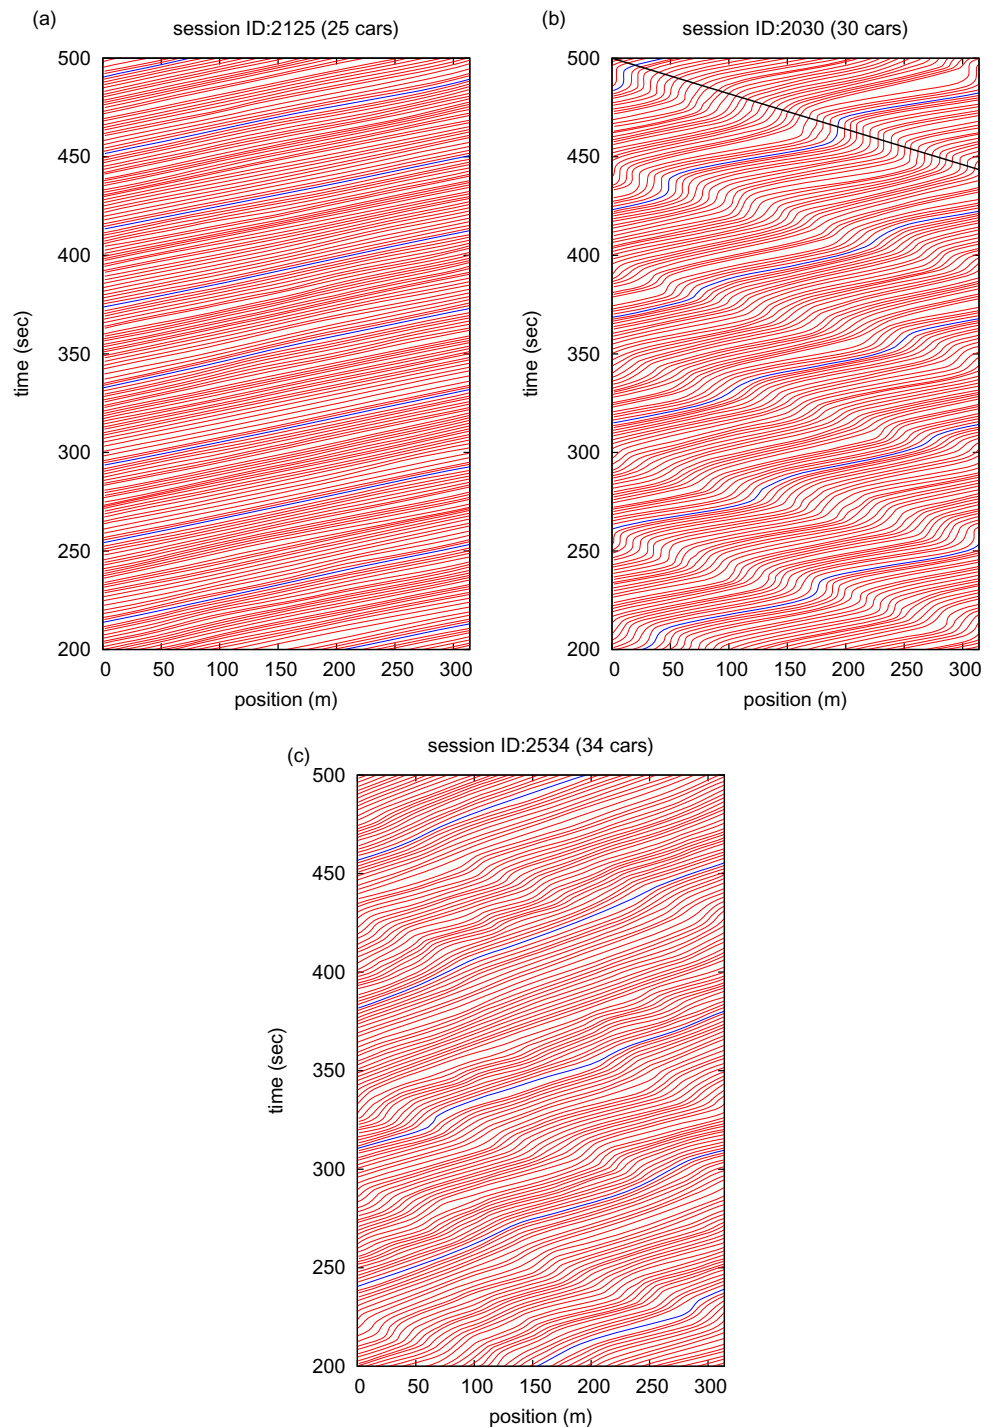 (a)
session ID:2125 (25 cars)
500
450
400
350
300
250
200
time (sec)
0 50 100 150 200 250 300
position (m)
(b)
session ID:2030 (30 cars)
500
450
400
350
300
250
200
time (sec)
0 50 100 150 200 250 300
position (m)
(c)
session ID:2534 (34 cars)
500
450
400
350
300
250
200
time (sec)
0 50 100 150 200 250 300
position (m)